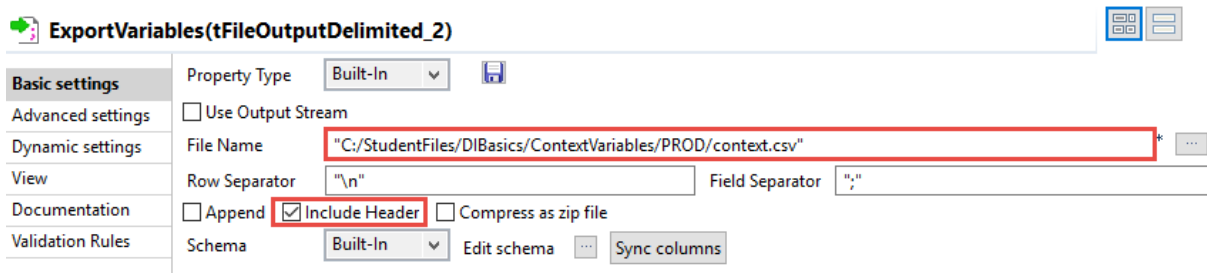 ExportVariables(tFileOutputDelimited_2)
Basic settings
Advanced settings
Dynamic settings
View
Documentation
Validation Rules
Property Type Built-In
Use Output Stream
File Name "C:/StudentFiles/DIBasics/ContextVariables/PROD/context.csv" * ...
Row Separator "\n" Field Separator ";"
Append Include Header Compress as zip file
Schema Built-In Edit schema ... Sync columns